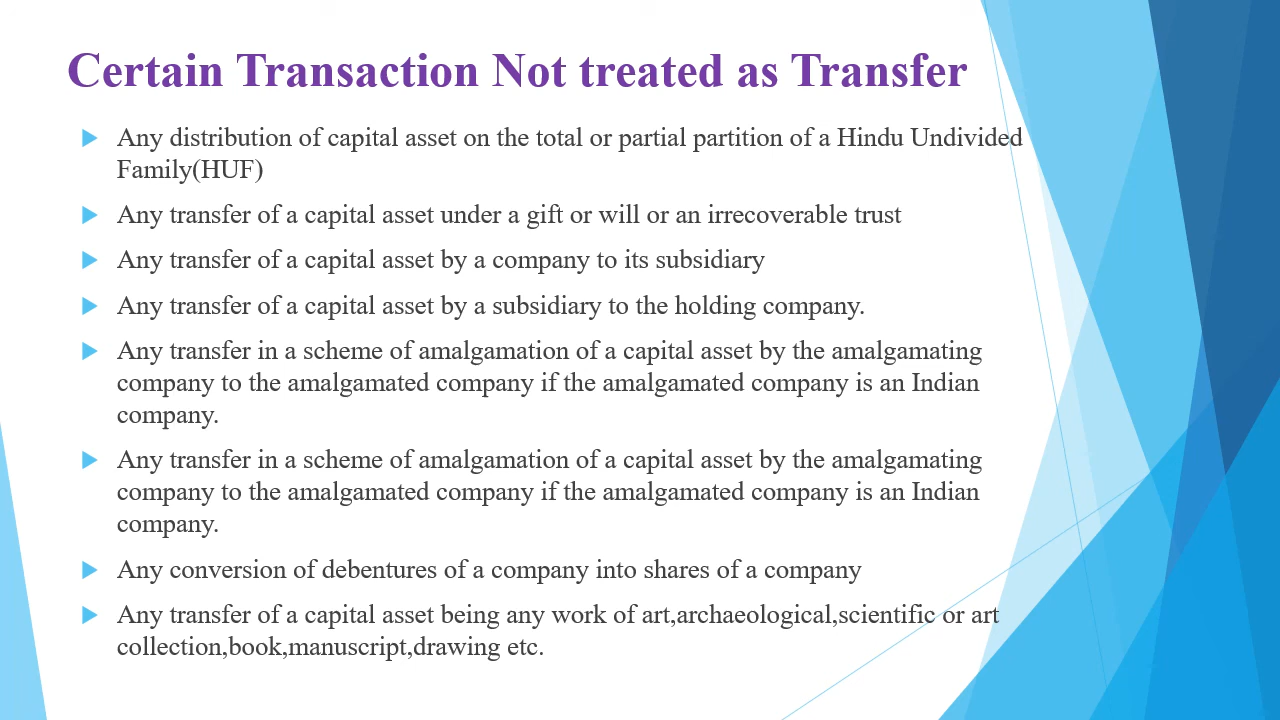 Certain Transaction Not treated as Transfer
Any distribution of capital asset on the total or partial partition of a Hindu Undivided
Family(HUF)
Any transfer of a capital asset under a gift or will or an irrecoverable trust
Any transfer of a capital asset by a company to its subsidiary
Any transfer of a capital asset by a subsidiary to the holding company.
Any transfer in a scheme of amalgamation of a capital asset by the amalgamating
company to the amalgamated company if the amalgamated company is an Indian
company.
Any transfer in a scheme of amalgamation of a capital asset by the amalgamating
company to the amalgamated company if the amalgamated company is an Indian
company.
Any conversion of debentures of a company into shares of a company
Any transfer of a capital asset being any work of art,archaeological,scientific or art
collection,book,manuscript,drawing etc.